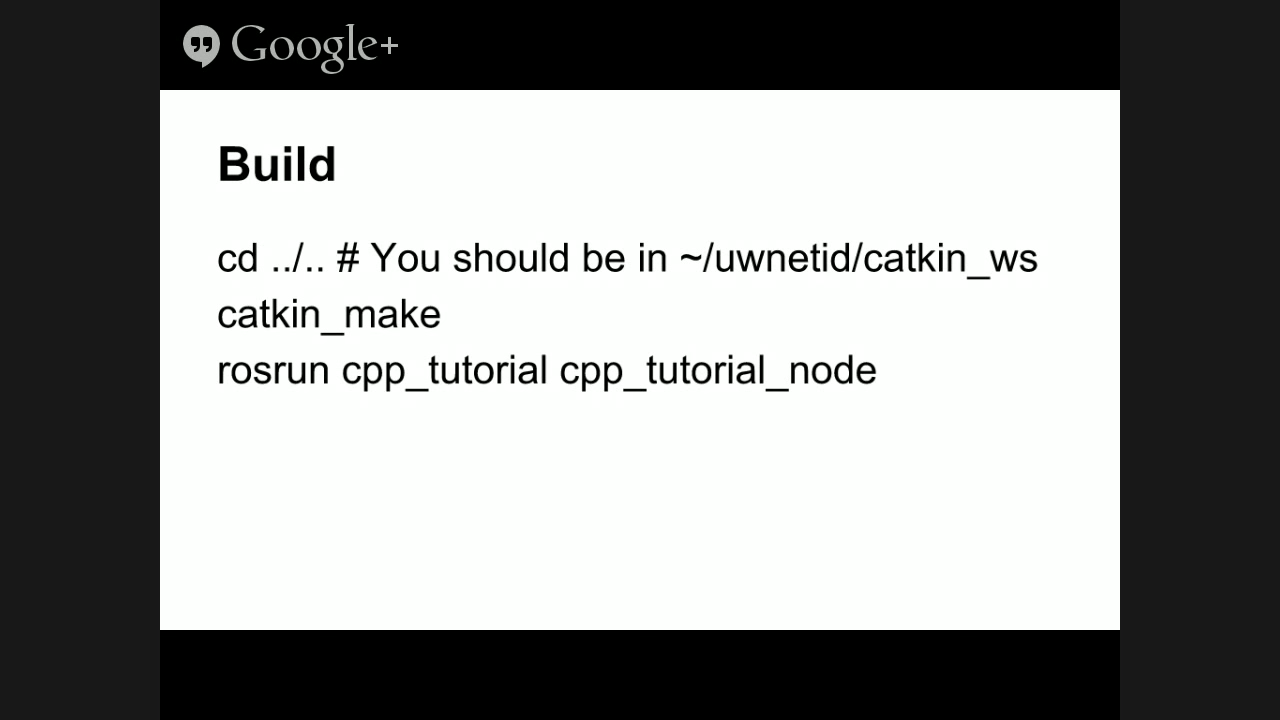 Google+
Build
cd ../.. # You should be in ~/uwnetid/catkin_ws
catkin_make
rosrun cpp_tutorial cpp_tutorial_node